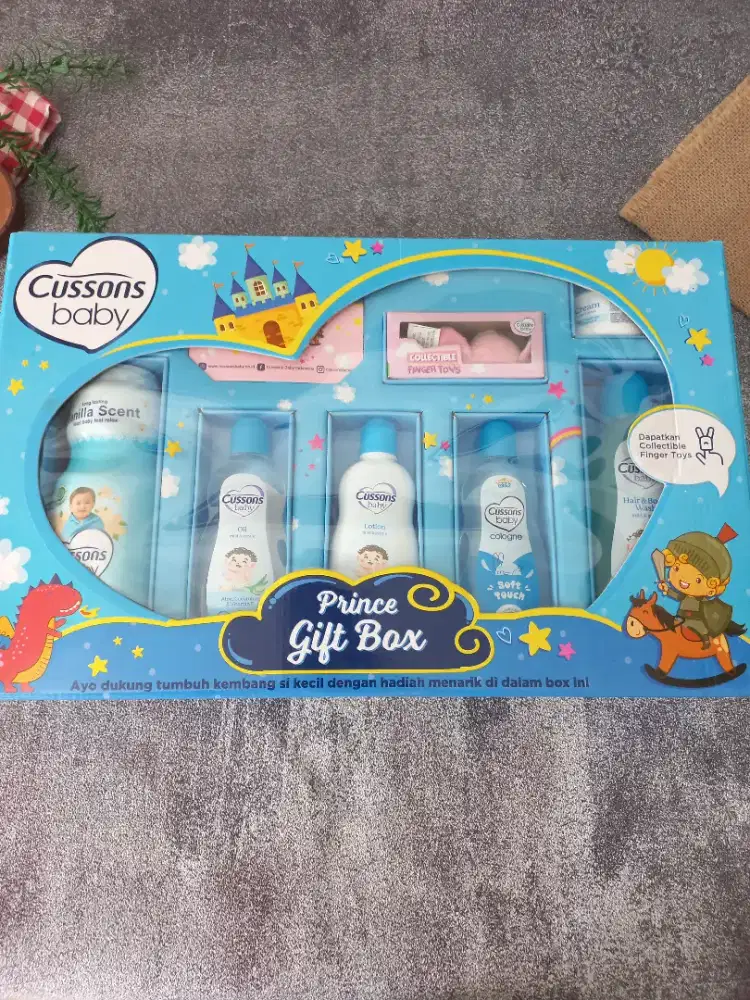 Cussons
baby
Cream
COLLECTIBLE
FINGER TOYS
Vanilla Scent
Dapatkan
Collectible
Finger Toys
Cussons
baby
Oil
Cussons
baby
Lotion
Cussons
baby
cologne
Soft
touch
Hair & Bo
Wash
Cussons
baby
Prince
Gift Box
Ayo dukung tumbuh kembang si kecil dengan hadiah menarik di dalam box ini